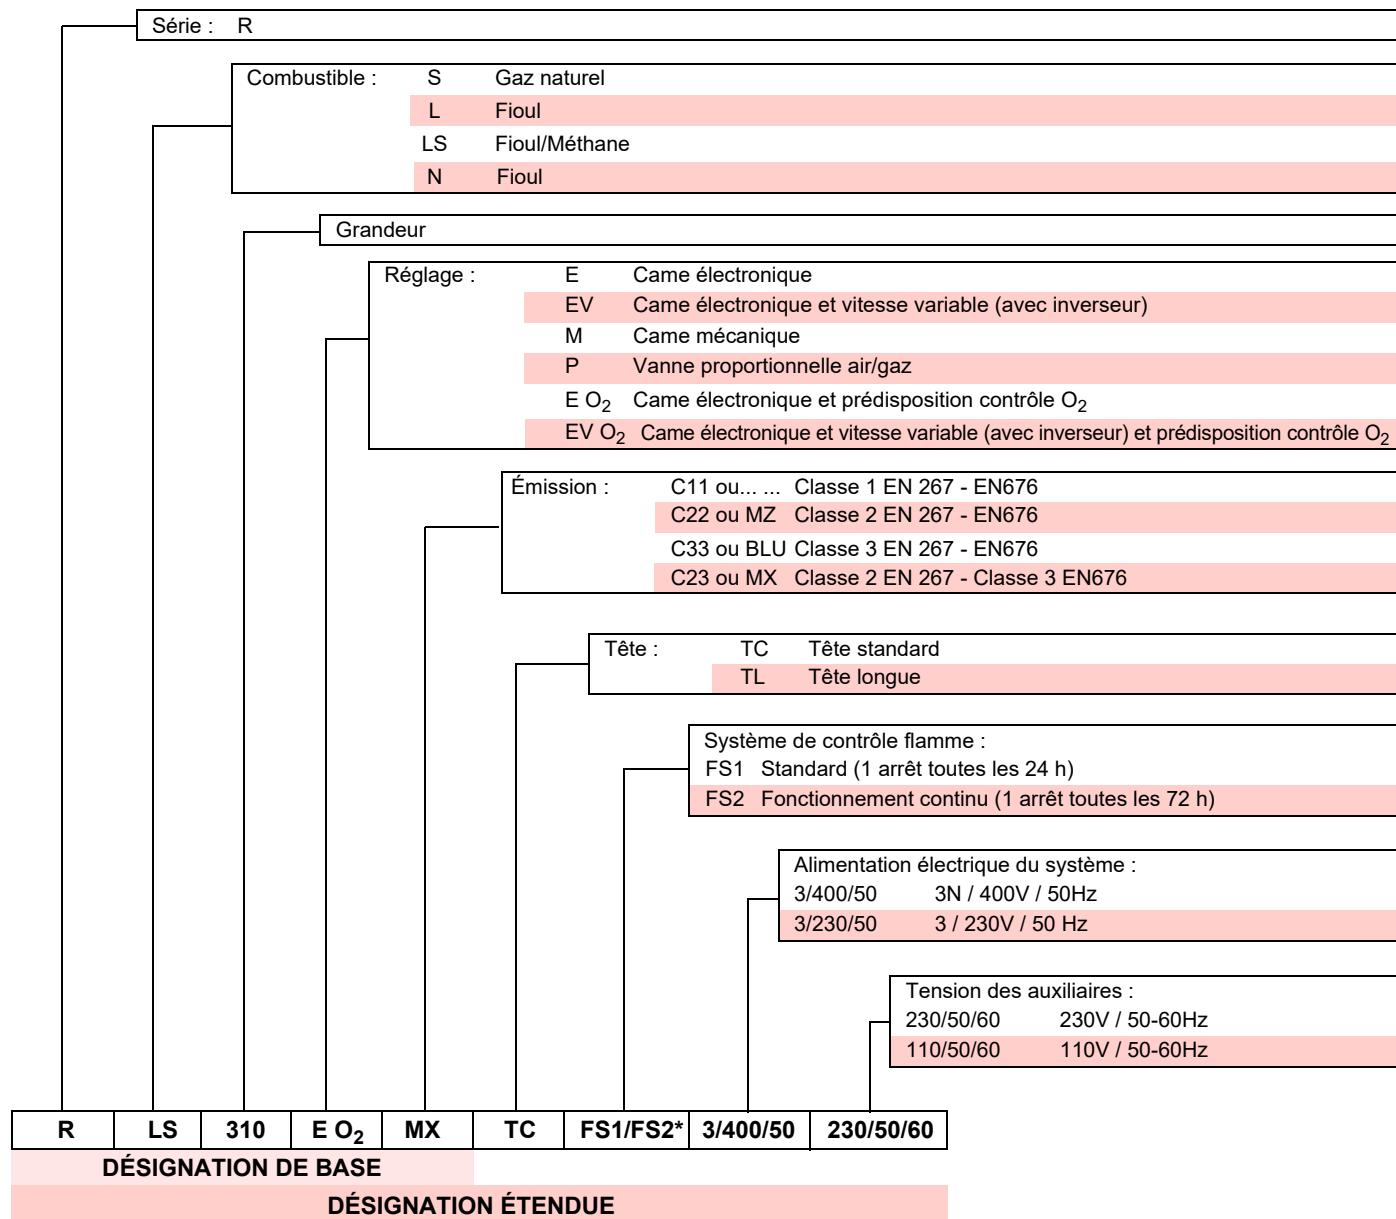 Série : R
Combustible : S Gaz naturel
L Fioul
LS Fioul/Méthane
N Fioul
Grandeur
Réglage : E Came électronique
EV Came électronique et vitesse variable (avec inverseur)
M Came mécanique
P Vanne proportionnelle air/gaz
E O2 Came électronique et prédisposition contrôle O2
EV O2 Came électronique et vitesse variable (avec inverseur) et prédisposition contrôle O2
Émission : C11 ou... ... Classe 1 EN 267 - EN676
C22 ou MZ Classe 2 EN 267 - EN676
C33 ou BLU Classe 3 EN 267 - EN676
C23 ou MX Classe 2 EN 267 - Classe 3 EN676
Tête : TC Tête standard
TL Tête longue
Système de contrôle flamme :
FS1 Standard (1 arrêt toutes les 24 h)
FS2 Fonctionnement continu (1 arrêt toutes les 72 h)
Alimentation électrique du système :
3/400/50 3N / 400V / 50Hz
3/230/50 3 / 230V / 50 Hz
Tension des auxiliaires :
230/50/60 230V / 50-60Hz
110/50/60 110V / 50-60Hz
R LS 310 E O2 MX TC FS1/FS2* 3/400/50 230/50/60
DÉSIGNATION DE BASE
DÉSIGNATION ÉTENDUE